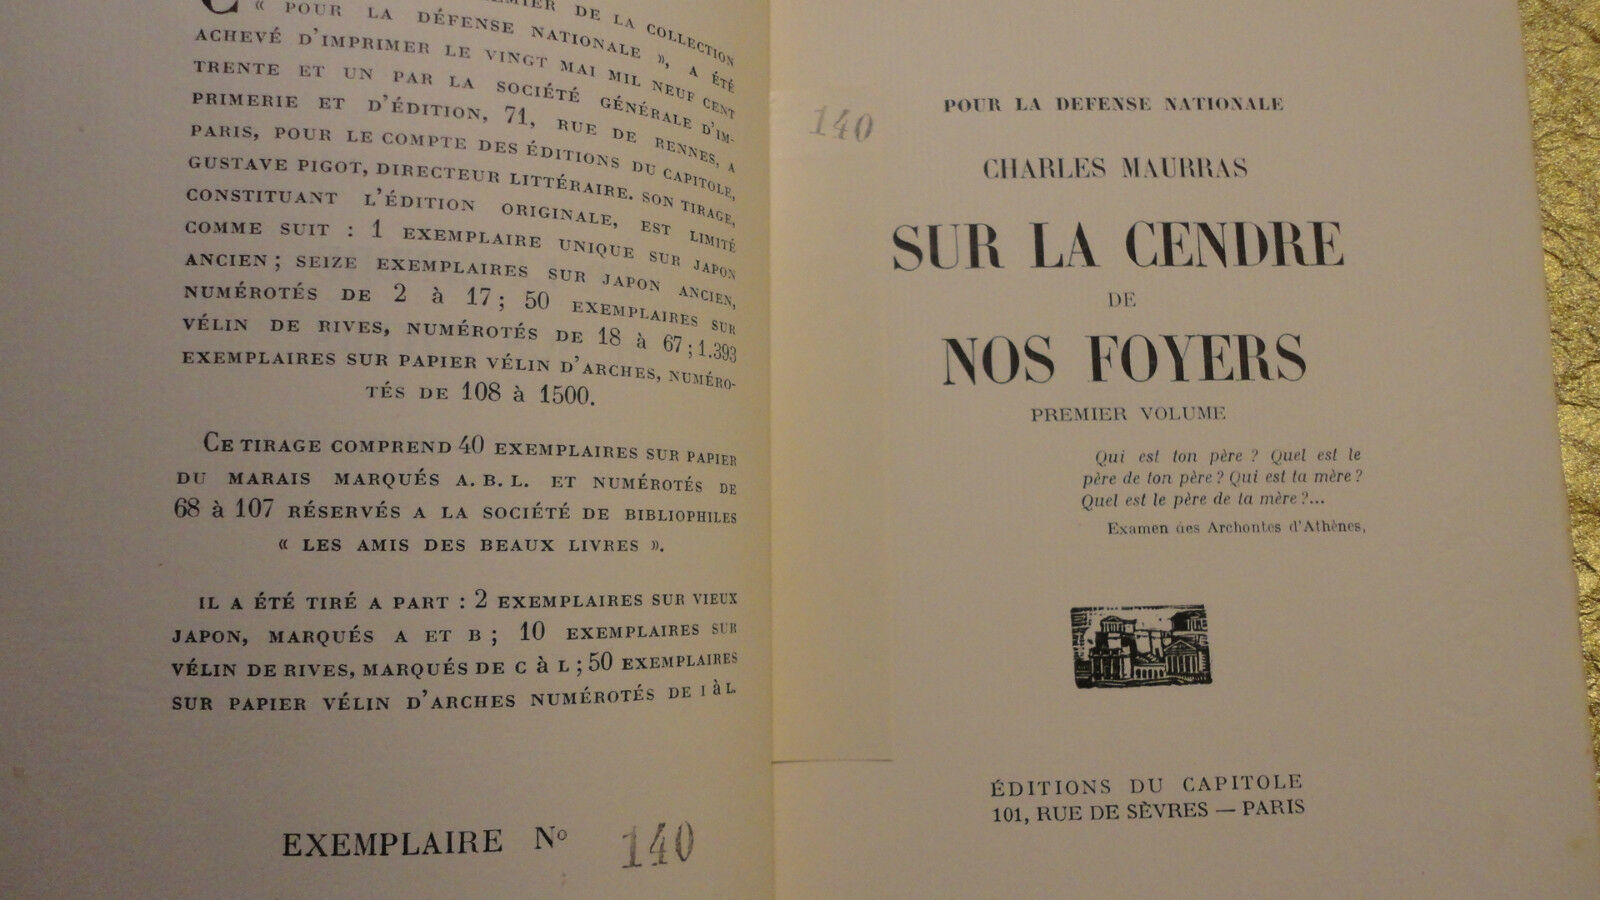 DE LA COLLECTION
« POUR LA DÉFENSE NATIONALE », A ÉTÉ
ACHEVÉ D'IMPRIMER LE VINGT MAI MIL NEUF CENT
TRENTE ET UN PAR LA SOCIÉTÉ GÉNÉRALE D'IM-
PRIMERIE ET D'ÉDITION, 71, RUE DE RENNES, A
PARIS, POUR LE COMPTE DES ÉDITIONS DU CAPITOLE,
GUSTAVE PIGOT, DIRECTEUR LITTÉRAIRE. SON TIRAGE,
CONSTITUANT L'ÉDITION ORIGINALE, EST LIMITÉ
COMME SUIT : 1 EXEMPLAIRE UNIQUE SUR JAPON
ANCIEN ; SEIZE EXEMPLAIRES SUR JAPON ANCIEN,
NUMÉROTÉS DE 2 à 17 ; 50 EXEMPLAIRES SUR
VÉLIN DE RIVES, NUMÉROTÉS DE 18 à 67 ; 1.393
EXEMPLAIRES SUR PAPIER VÉLIN D'ARCHES, NUMÉRO-
TÉS DE 108 à 1500.
CE TIRAGE COMPREND 40 EXEMPLAIRES SUR PAPIER
DU MARAIS MARQUÉS A. B. L. ET NUMÉROTÉS DE
68 à 107 RÉSERVÉS A LA SOCIÉTÉ DE BIBLIOPHILES
« LES AMIS DES BEAUX LIVRES ».
IL A ÉTÉ TIRÉ A PART : 2 EXEMPLAIRES SUR VIEUX
JAPON, MARQUÉS A ET B ; 10 EXEMPLAIRES SUR
VÉLIN DE RIVES, MARQUÉS DE C à L ; 50 EXEMPLAIRES
SUR PAPIER VÉLIN D'ARCHES NUMÉROTÉS DE I à L.
EXEMPLAIRE N° 140
140
POUR LA DEFENSE NATIONALE
CHARLES MAURRAS
SUR LA CENDRE
DE
NOS FOYERS
PREMIER VOLUME
Qui est ton père ? Quel est le
père de ton père ? Qui est ta mère ?
Quel est le père de ta mère ?...
Examen des Archontes d'Athènes,
ÉDITIONS DU CAPITOLE
101, RUE DE SÈVRES — PARIS